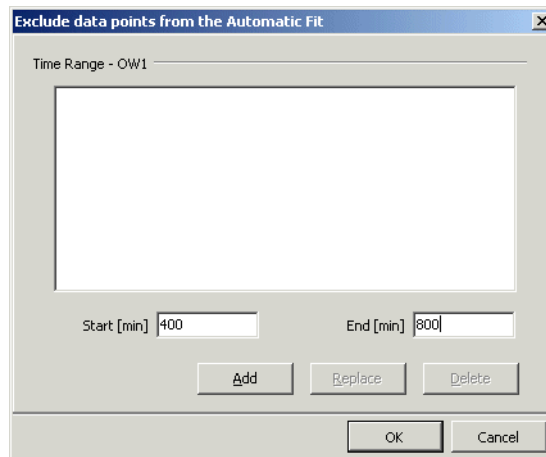 Exclude data points from the Automatic Fit
Time Range - OW1
Start [min] 400 End [min] 800
Add Replace Delete
OK Cancel